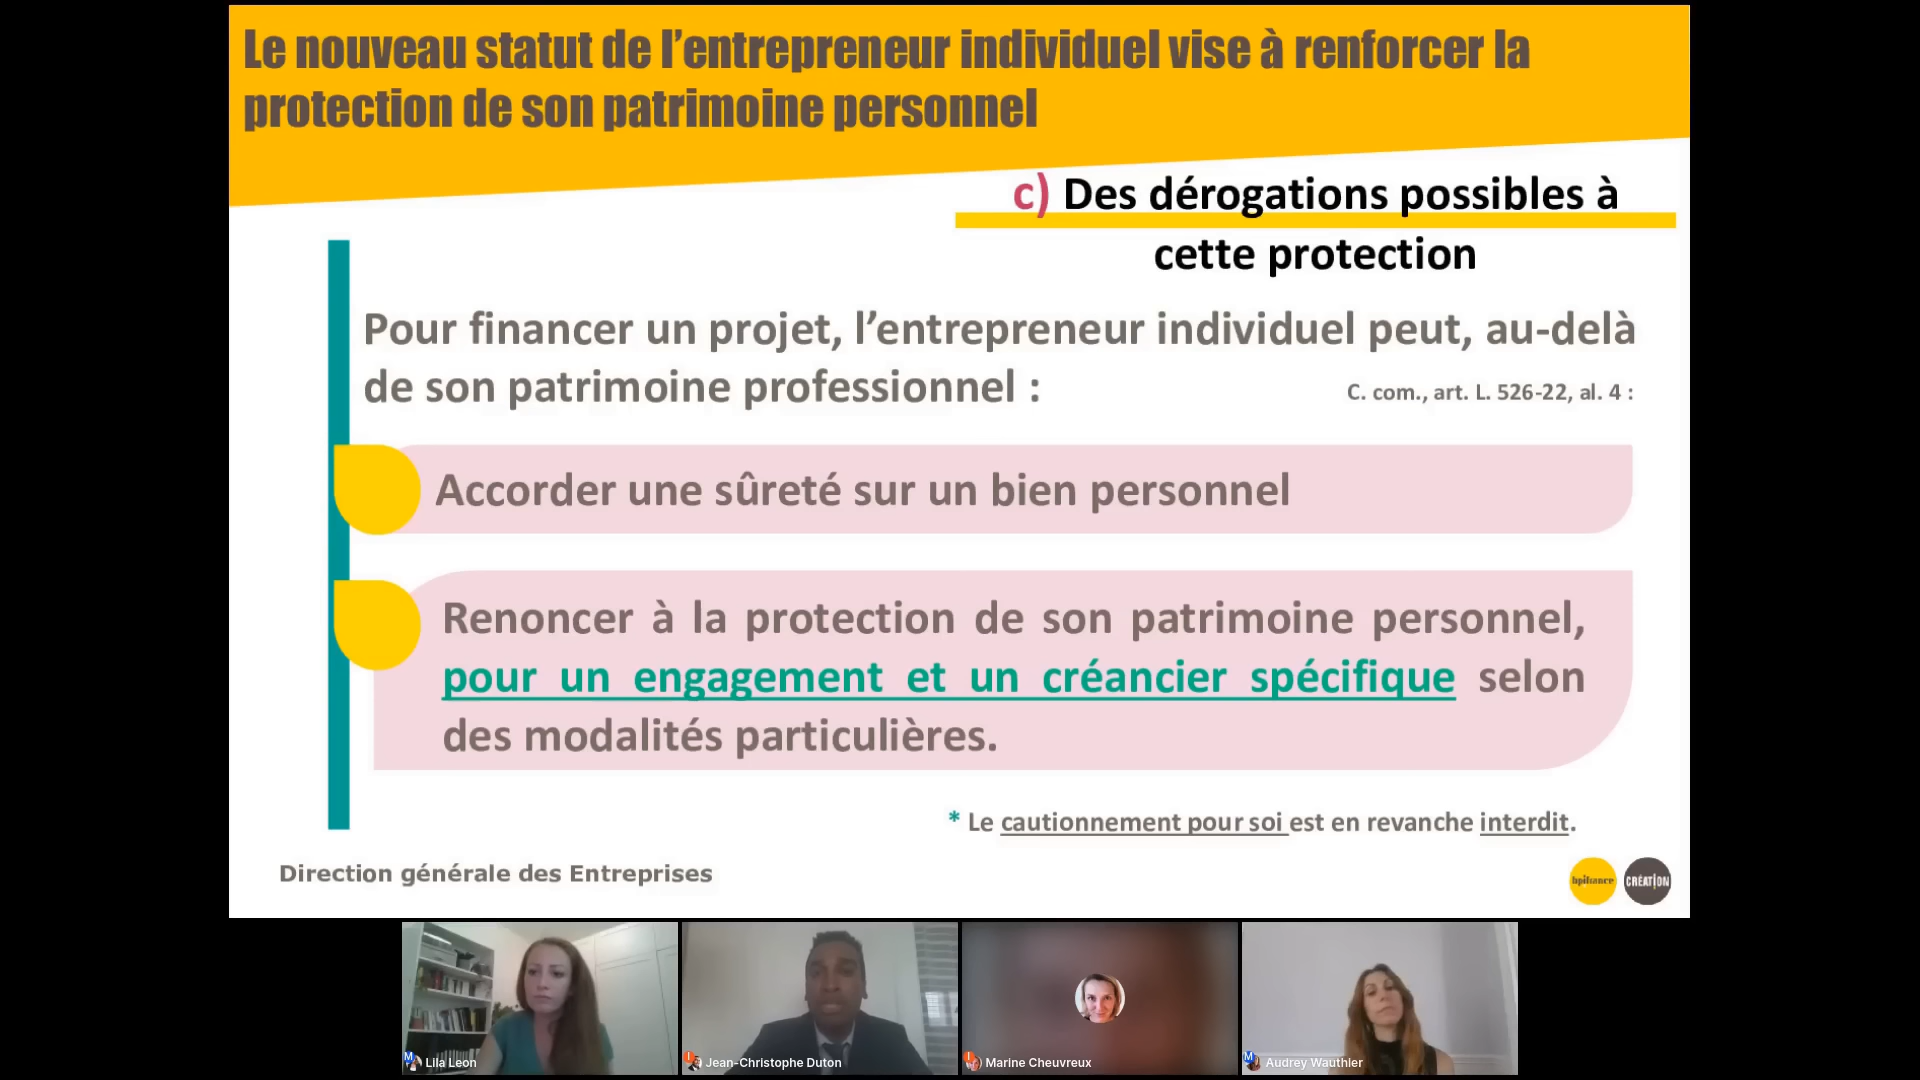 Le nouveau statut de l’entrepreneur individuel vise à renforcer la
protection de son patrimoine personnel
c) Des dérogations possibles à
cette protection
Pour financer un projet, l’entrepreneur individuel peut, au-delà
de son patrimoine professionnel :
C. com., art. L. 526-22, al. 4 :
Accorder une sûreté sur un bien personnel
Renoncer à la protection de son patrimoine personnel,
pour un engagement et un créancier spécifique selon
des modalités particulières.
* Le cautionnement pour soi est en revanche interdit.
Direction générale des Entreprises
bpifrance
CRÉATION
M
Lila Leon
I
Jean-Christophe Duton
I
Marine Cheuvreux
M
Audrey Wauthier